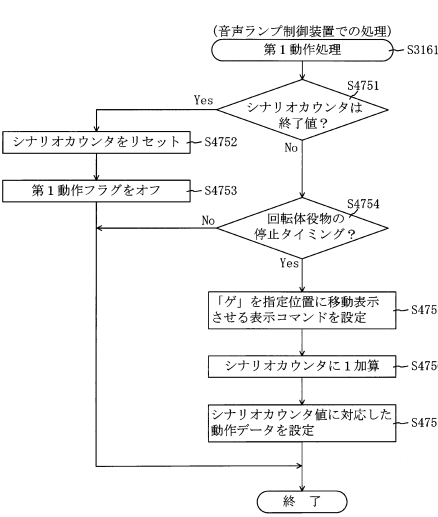 (音声ランプ制御装置での処理)
第1動作処理
S3161
S4751
シナリオカウンタは
終了値?
Yes
No
シナリオカウンタをリセット
S4752
第1動作フラグをオフ
S4753
S4754
回転体役物の
停止タイミング?
No
Yes
「ゲ」を指定位置に移動表示
させる表示コマンドを設定
S475
シナリオカウンタに1加算
S475
シナリオカウンタ値に対応した
動作データを設定
S475
終 了